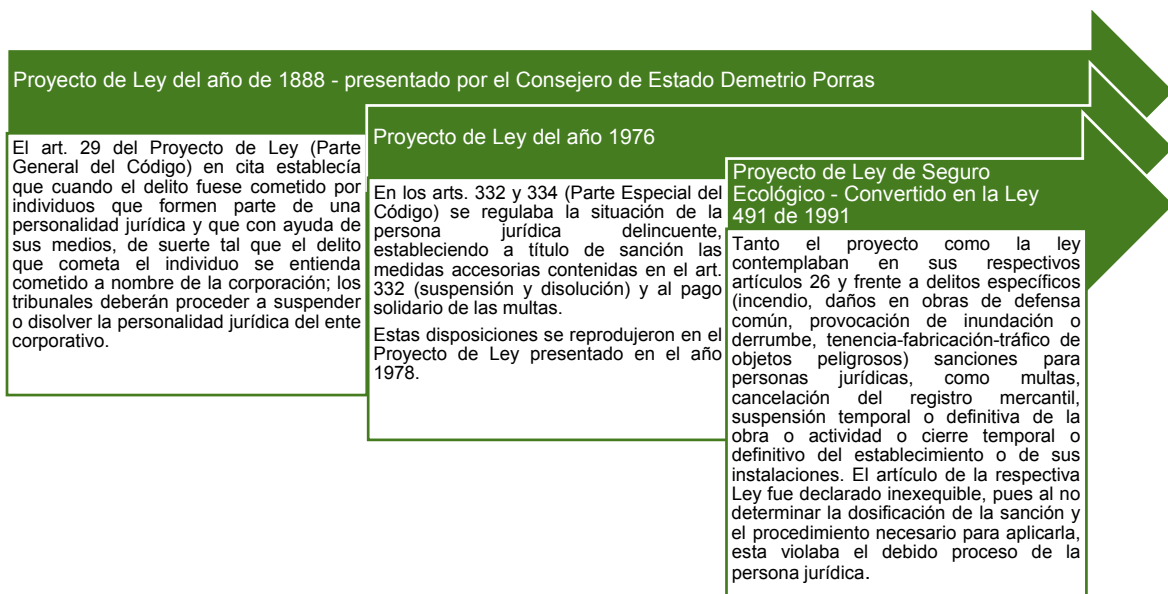 Proyecto de Ley del año de 1888 - presentado por el Consejero de Estado Demetrio Porras
El art. 29 del Proyecto de Ley (Parte
General del Código) en cita establecía
que cuando el delito fuese cometido por
individuos que formen parte de una
personalidad jurídica y que con ayuda de
sus medios, de suerte tal que el delito
que cometa el individuo se entienda
cometido a nombre de la corporación; los
tribunales deberán proceder a suspender
o disolver la personalidad jurídica del ente
corporativo.
Proyecto de Ley del año 1976
En los arts. 332 y 334 (Parte Especial del
Código) se regulaba la situación de la
persona jurídica delincuente,
estableciendo a título de sanción las
medidas accesorias contenidas en el art.
332 (suspensión y disolución) y al pago
solidario de las multas.
Estas disposiciones se reprodujeron en el
Proyecto de Ley presentado en el año
1978.
Proyecto de Ley de Seguro
Ecológico - Convertido en la Ley
491 de 1991
Tanto el proyecto como la ley
contemplaban en sus respectivos
artículos 26 y frente a delitos específicos
(incendio, daños en obras de defensa
común, provocación de inundación o
derrumbe, tenencia-fabricación-tráfico de
objetos peligrosos) sanciones para
personas jurídicas, como multas,
cancelación del registro mercantil,
suspensión temporal o definitiva de la
obra o actividad o cierre temporal o
definitivo del establecimiento o de sus
instalaciones. El artículo de la respectiva
Ley fue declarado inexequible, pues al no
determinar la dosificación de la sanción y
el procedimiento necesario para aplicarla,
esta violaba el debido proceso de la
persona jurídica.